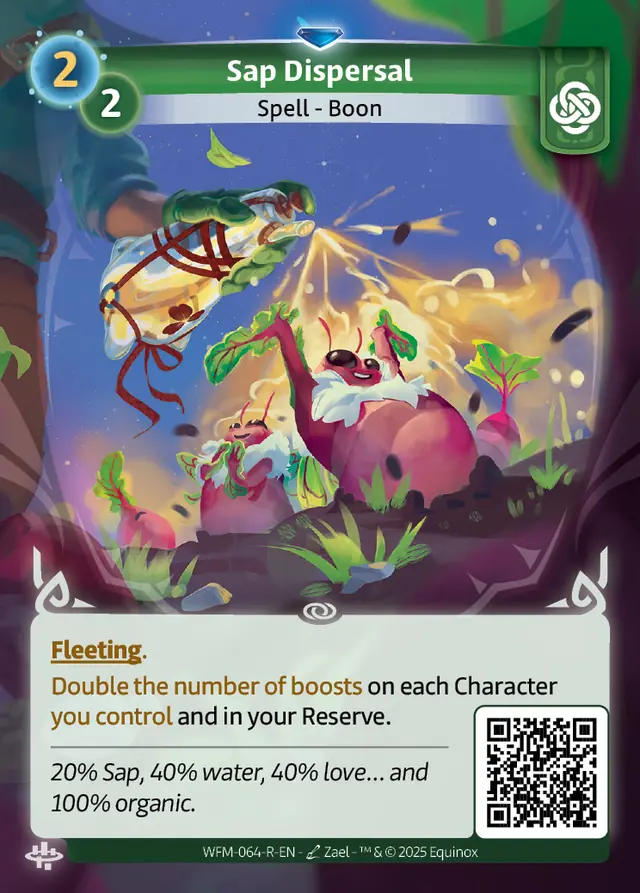 2
2
Sap Dispersal
Spell - Boon
Fleeting.
Double the number of boosts on each Character
you control and in your Reserve.
20% Sap, 40% water, 40% love... and
100% organic.
WFM-064-R-EN - Zael - ™ & © 2025 Equinox